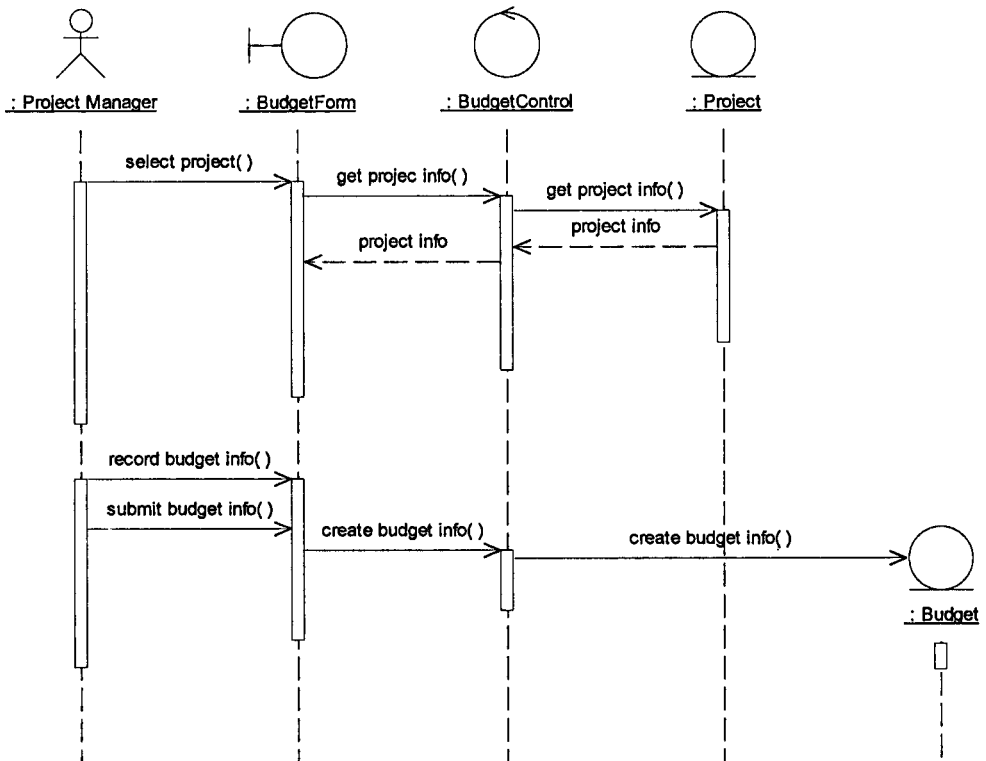 : Project Manager
: BudgetForm
: BudgetControl
: Project
select project( )
get projec info( )
get project info( )
project info
project info
record budget info( )
submit budget info( )
create budget info( )
create budget info( )
: Budget